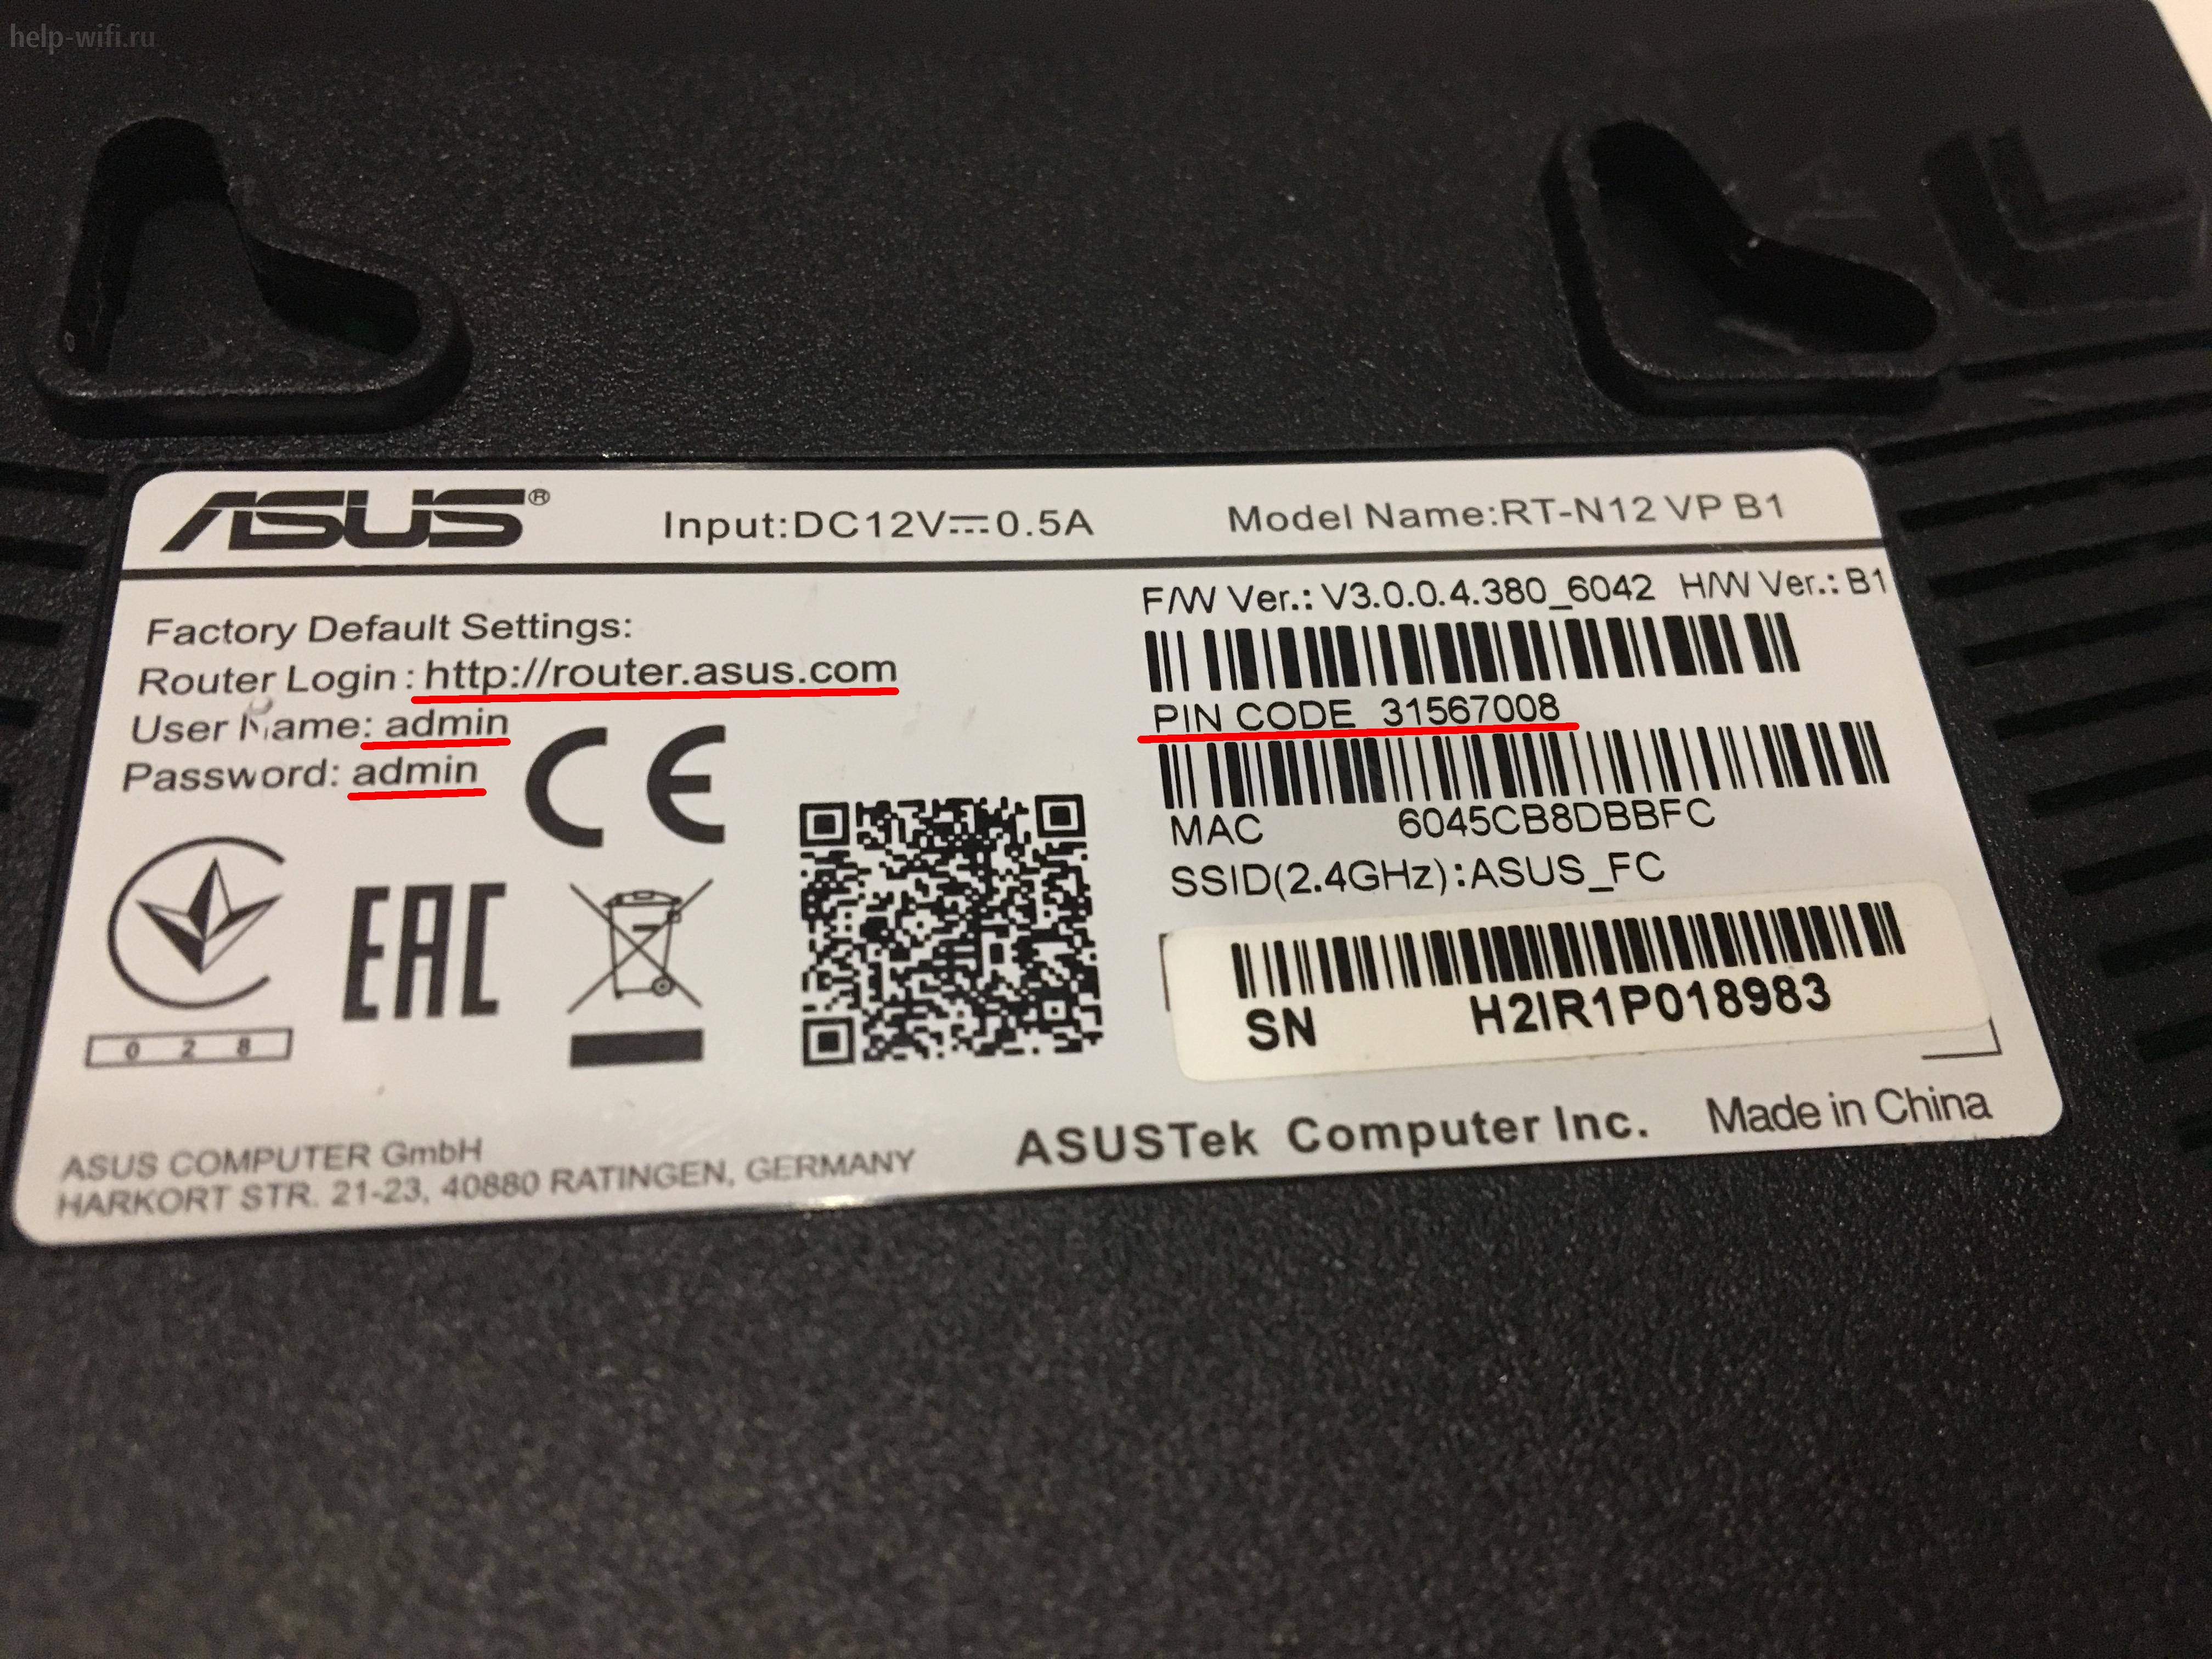 help-wifi.ru
ASUS® Input:DC12V⎓0.5A Model Name:RT-N12 VP B1
Factory Default Settings:
Router Login : http://router.asus.com
User Name: admin
Password: admin
CE
EAC
0 2 8
F/W Ver.: V3.0.0.4.380_6042 H/W Ver.: B1
PIN CODE 31567008
MAC 6045CB8DBBFC
SSID(2.4GHz):ASUS_FC
SN H2IR1P018983
ASUS COMPUTER GmbH
HARKORT STR. 21-23, 40880 RATINGEN, GERMANY
ASUSTek Computer Inc. Made in China